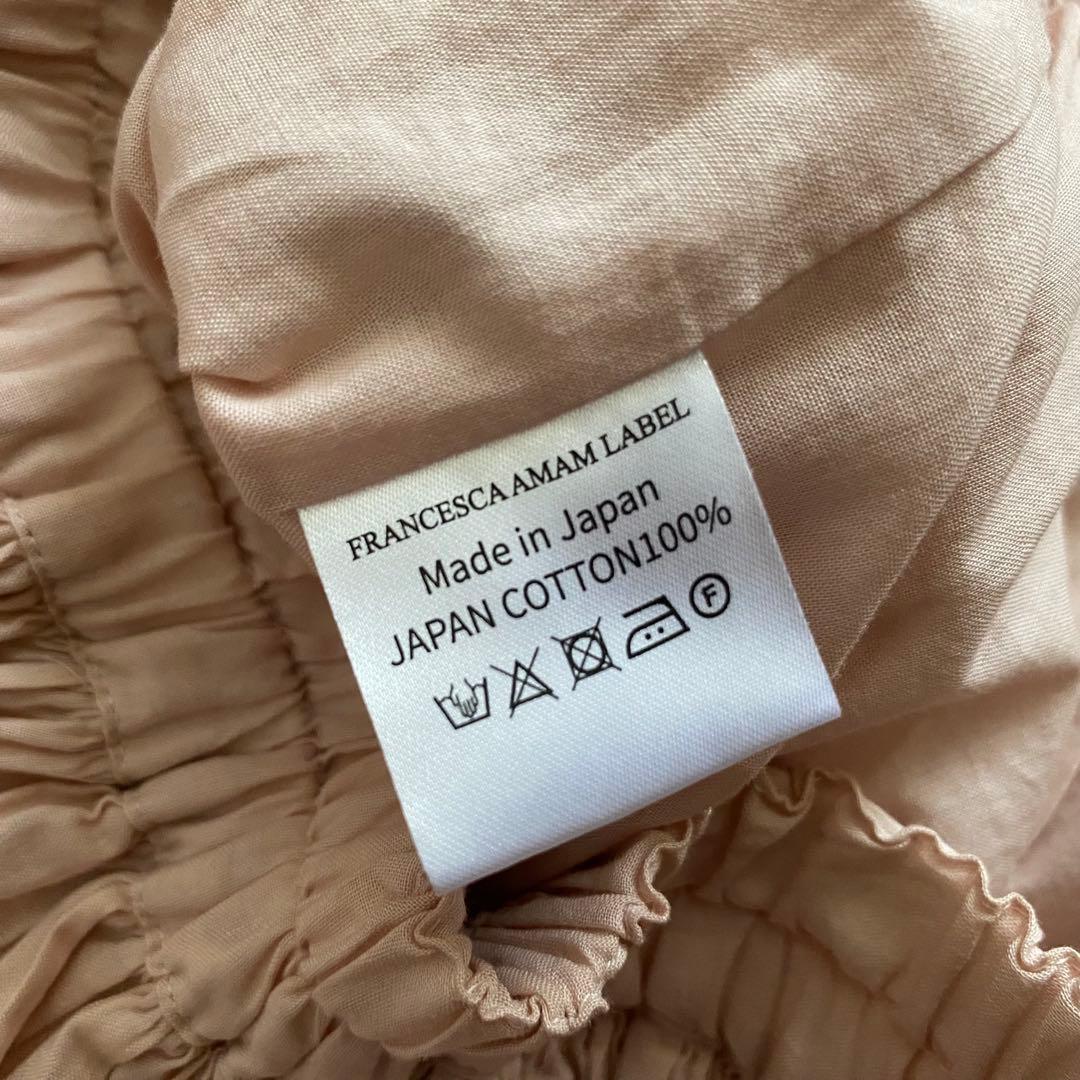 FRANCESCA AMAM LABEL
Made in Japan
JAPAN COTTON100%
F